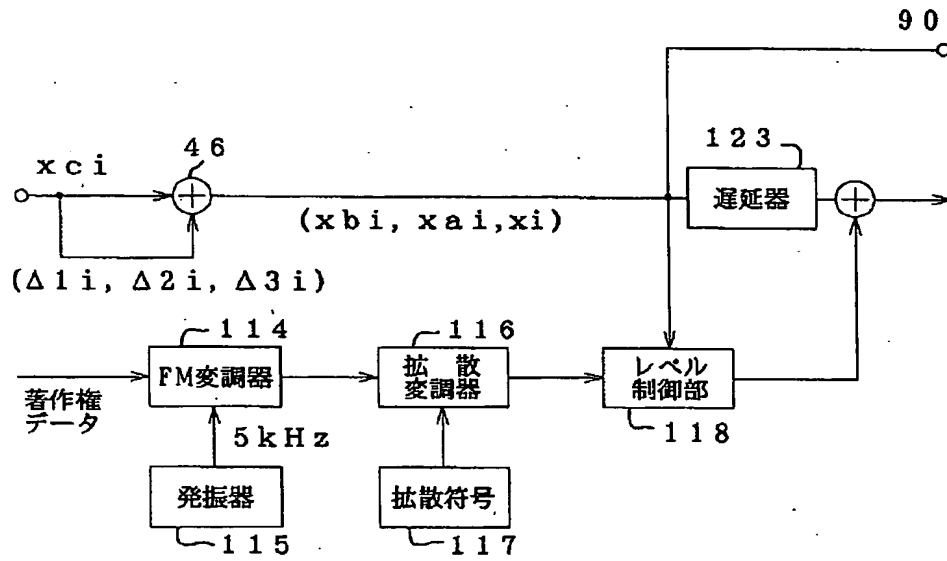 90
123
46
xci
遅延器
(xbi, xai, xi)
(Δ1i, Δ2i, Δ3i)
114
116
FM変調器
拡散
変調器
レベル
制御部
著作権
データ
5kHz
118
発振器
拡散符号
115
117